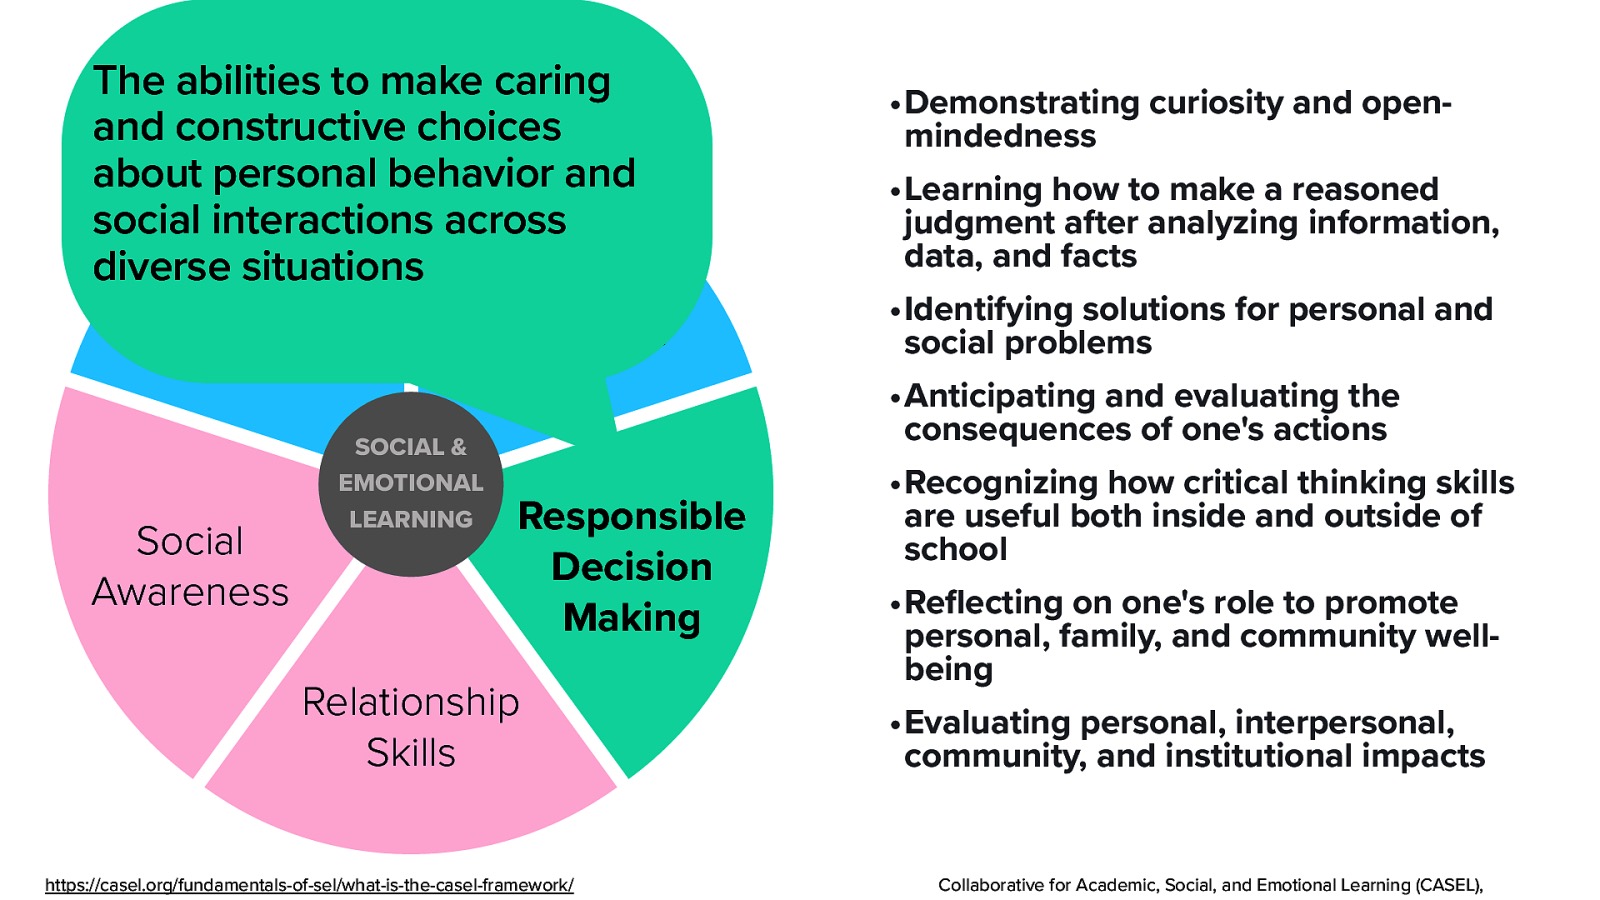 The abilities to make caring
and constructive choices
about personal behavior and
social interactions across
diverse situations
SOCIAL &
EMOTIONAL
LEARNING
Responsible
Decision
Making
Social
Awareness
Relationship
Skills
•Demonstrating curiosity and open-
mindedness
•Learning how to make a reasoned
judgment after analyzing information,
data, and facts
•Identifying solutions for personal and
social problems
•Anticipating and evaluating the
consequences of one's actions
•Recognizing how critical thinking skills
are useful both inside and outside of
school
•Reflecting on one's role to promote
personal, family, and community well-
being
•Evaluating personal, interpersonal,
community, and institutional impacts
https://casel.org/fundamentals-of-sel/what-is-the-casel-framework/
Collaborative for Academic, Social, and Emotional Learning (CASEL),